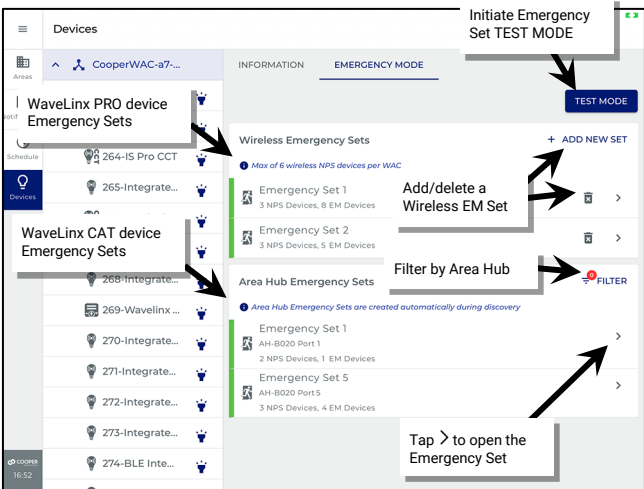 Devices
Initiate Emergency
Set TEST MODE
Areas
CooperWAC-a7-...
INFORMATION
EMERGENCY MODE
TEST MODE
WaveLinx PRO device
Emergency Sets
Wireless Emergency Sets
+ ADD NEW SET
Schedule
264-IS Pro CCT
Max of 6 wireless NPS devices per WAC
Devices
265-Integrate...
Emergency Set 1
3 NPS Devices, 8 EM Devices
Add/delete a
Wireless EM Set
WaveLinx CAT device
Emergency Sets
Emergency Set 2
3 NPS Devices, 5 EM Devices
268-Integrate...
Area Hub Emergency Sets
Filter by Area Hub
0
FILTER
269-Wavelinx ...
Area Hub Emergency Sets are created automatically during discovery
270-Integrate...
Emergency Set 1
AH-B020 Port 1
2 NPS Devices, 1 EM Devices
271-Integrate...
Emergency Set 5
AH-B020 Port 5
3 NPS Devices, 4 EM Devices
272-Integrate...
273-Integrate...
Tap > to open the
Emergency Set
274-BLE Inte...
COOPER
16:52